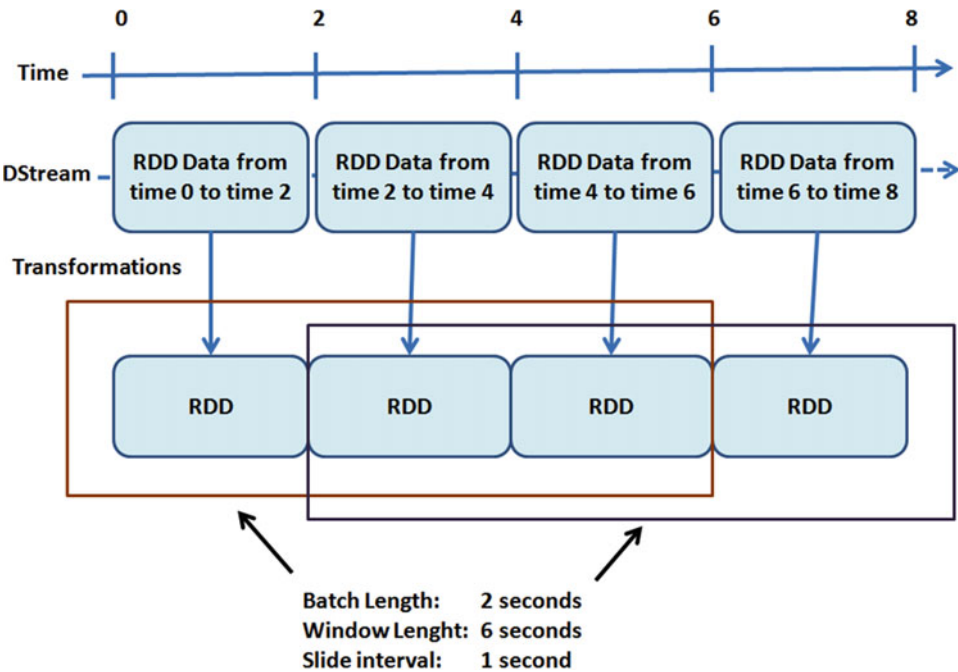 0 2 4 6 8
Time
DStream
RDD Data from
time 0 to time 2
RDD Data from
time 2 to time 4
RDD Data from
time 4 to time 6
RDD Data from
time 6 to time 8
Transformations
RDD RDD RDD RDD
Batch Length: 2 seconds
Window Lenght: 6 seconds
Slide interval: 1 second